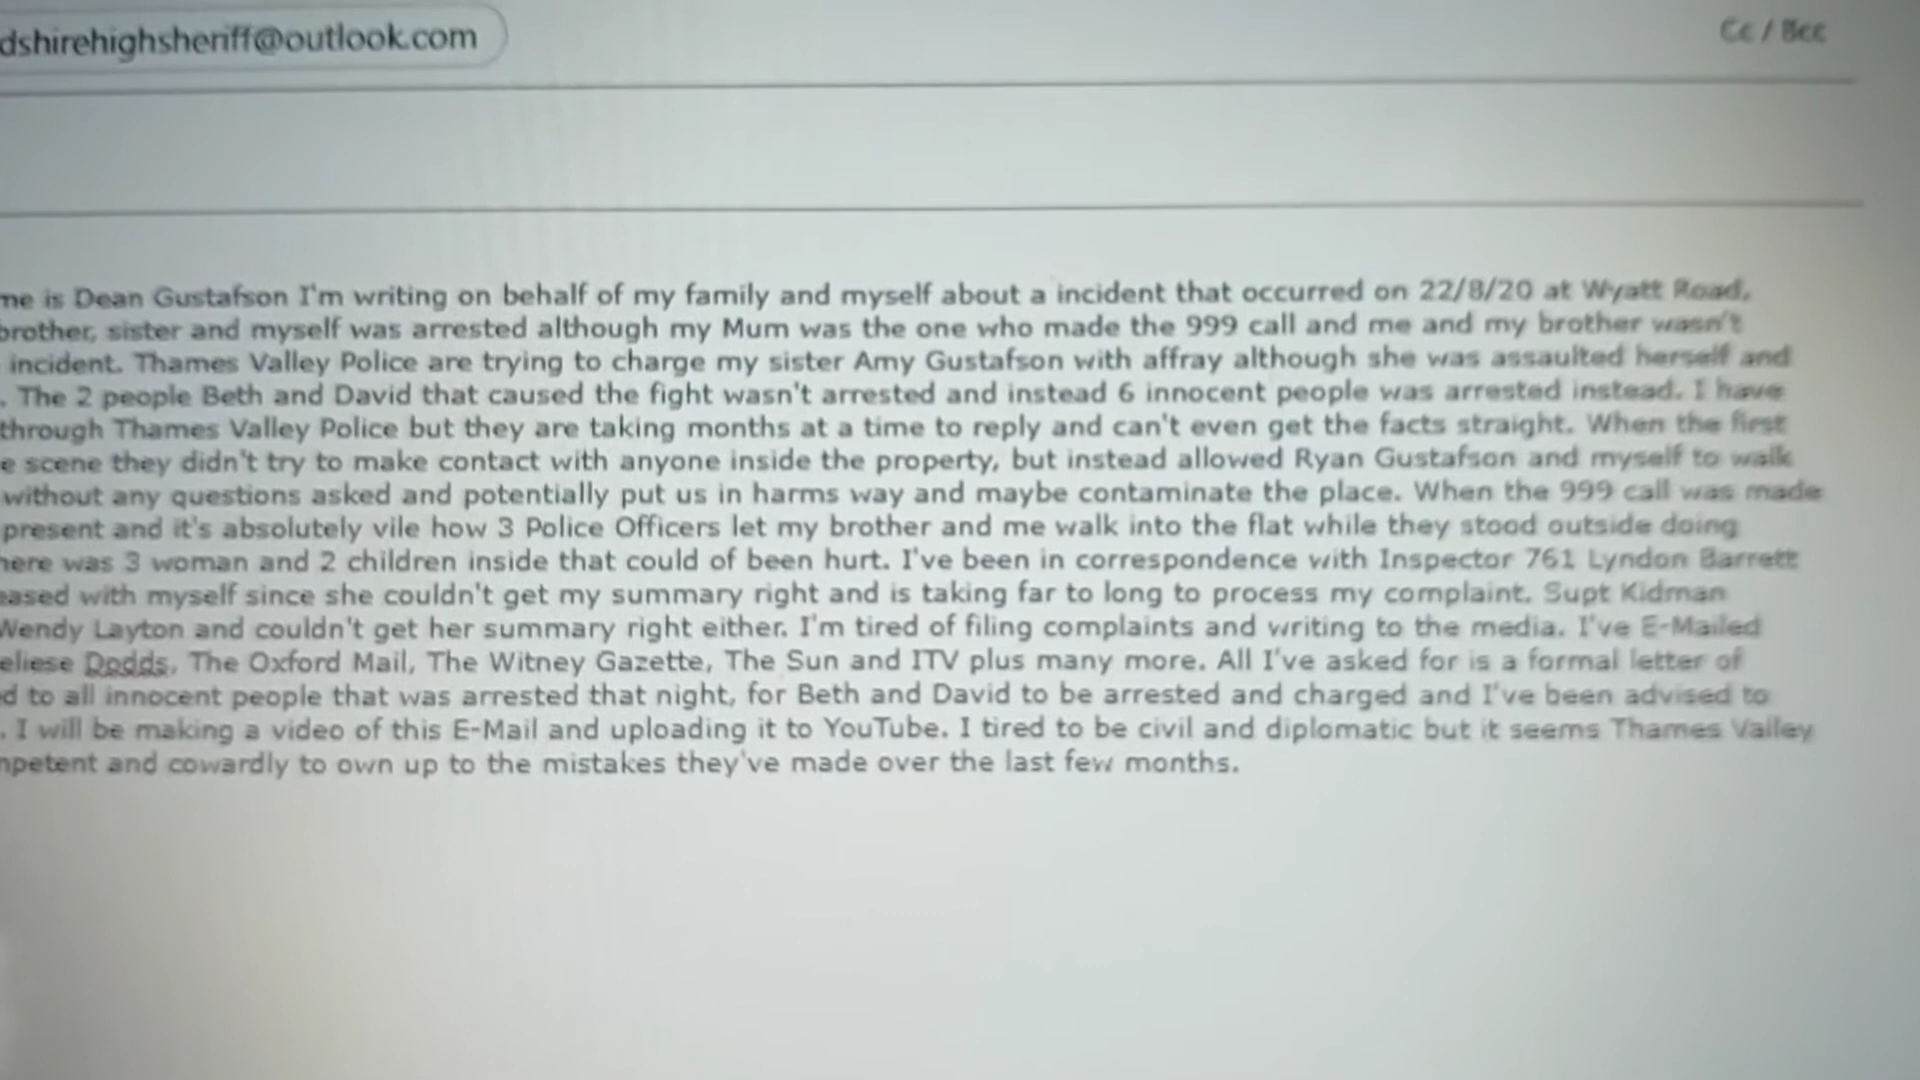 dshirehighsheriff@outlook.com Cc / Bcc
me is Dean Gustafson I'm writing on behalf of my family and myself about a incident that occurred on 22/8/20 at Wyatt Road,
brother, sister and myself was arrested although my Mum was the one who made the 999 call and me and my brother wasn't
incident. Thames Valley Police are trying to charge my sister Amy Gustafson with affray although she was assaulted herself and
. The 2 people Beth and David that caused the fight wasn't arrested and instead 6 innocent people was arrested instead. I have
through Thames Valley Police but they are taking months at a time to reply and can't even get the facts straight. When the first
e scene they didn't try to make contact with anyone inside the property, but instead allowed Ryan Gustafson and myself to walk
without any questions asked and potentially put us in harms way and maybe contaminate the place. When the 999 call was made
present and it's absolutely vile how 3 Police Officers let my brother and me walk into the flat while they stood outside doing
here was 3 woman and 2 children inside that could of been hurt. I've been in correspondence with Inspector 761 Lyndon Barrett
eased with myself since she couldn't get my summary right and is taking far to long to process my complaint. Supt Kidman
Wendy Layton and couldn't get her summary right either. I'm tired of filing complaints and writing to the media. I've E-Mailed
eliese Dodds, The Oxford Mail, The Witney Gazette, The Sun and ITV plus many more. All I've asked for is a formal letter of
d to all innocent people that was arrested that night, for Beth and David to be arrested and charged and I've been advised to
. I will be making a video of this E-Mail and uploading it to YouTube. I tired to be civil and diplomatic but it seems Thames Valley
mpetent and cowardly to own up to the mistakes they've made over the last few months.